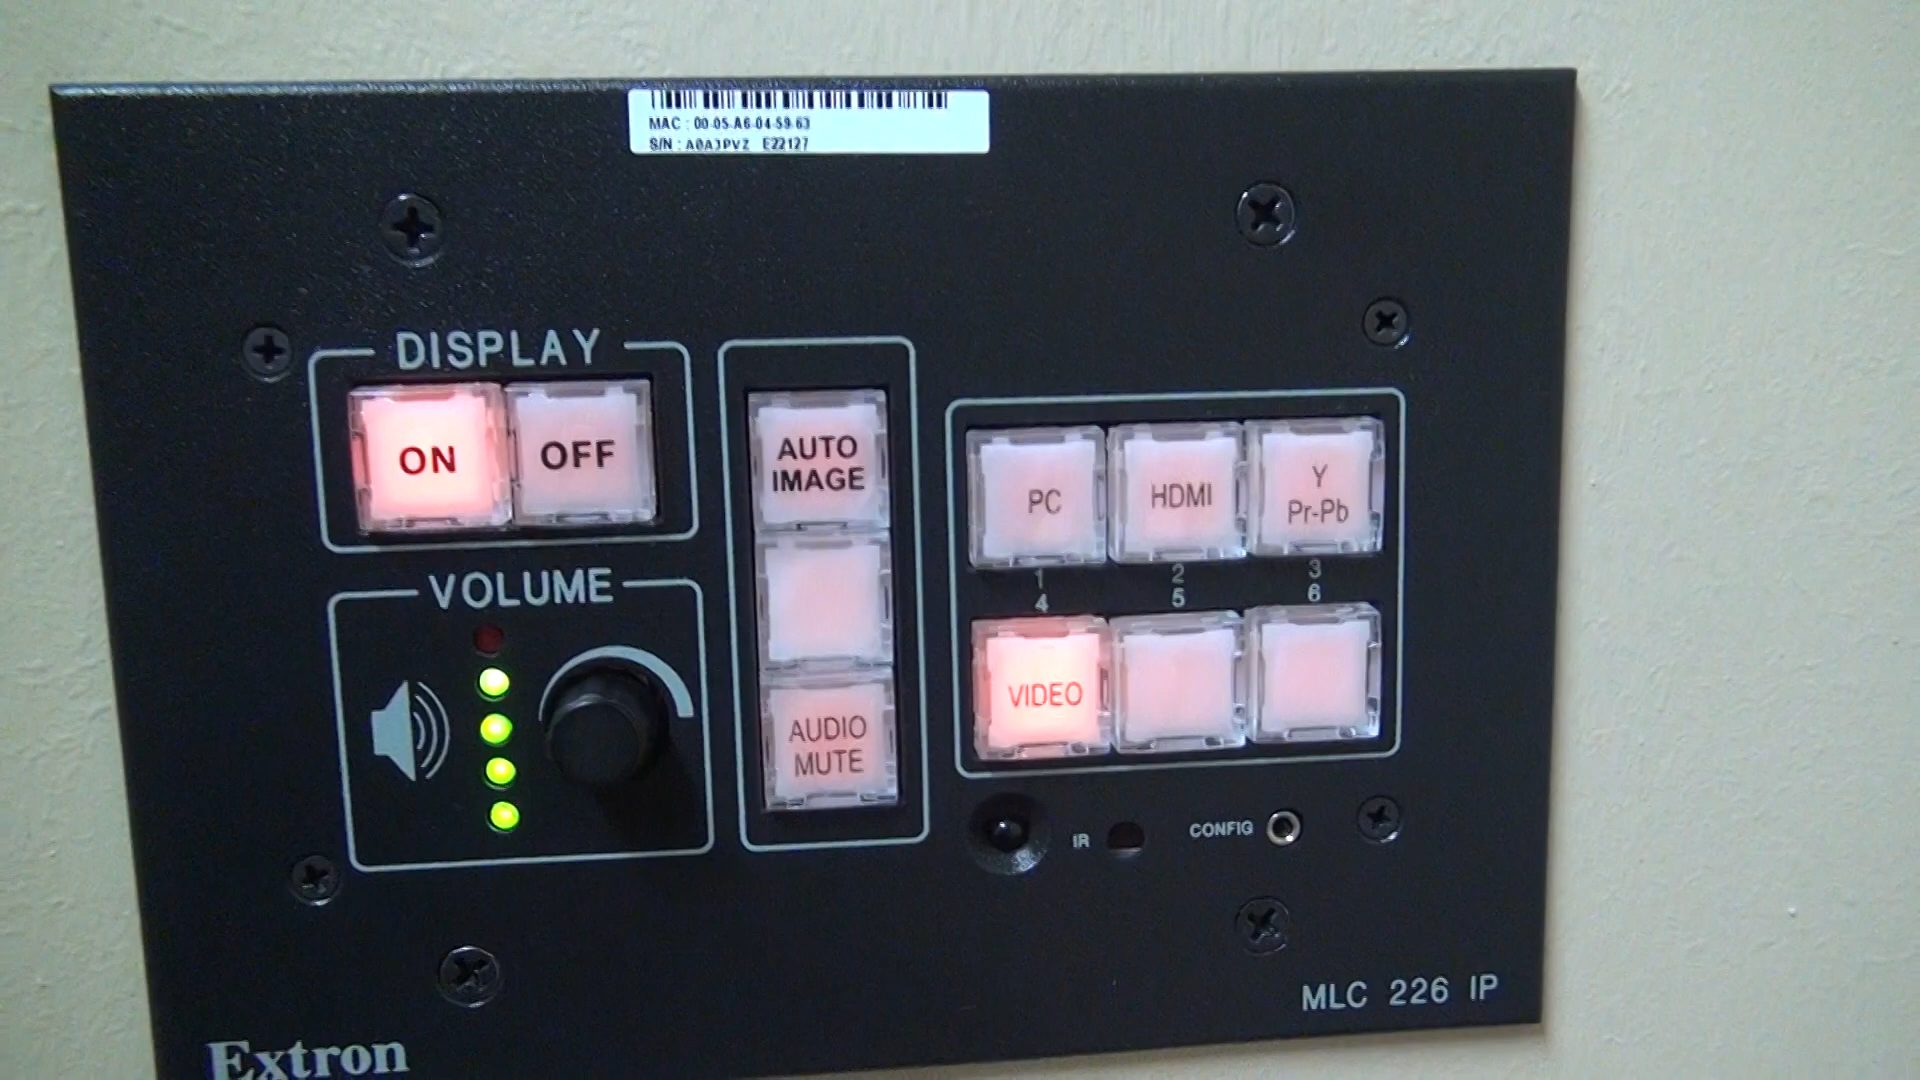 MAC : 00-05-A6-04-59-63
S/N : A0A3PVZ E22127
DISPLAY
ON
OFF
VOLUME
AUTO
IMAGE
AUDIO
MUTE
PC
HDMI
Y
Pr-Pb
1
2
3
4
5
6
VIDEO
IR
CONFIG
MLC 226 IP
Extron